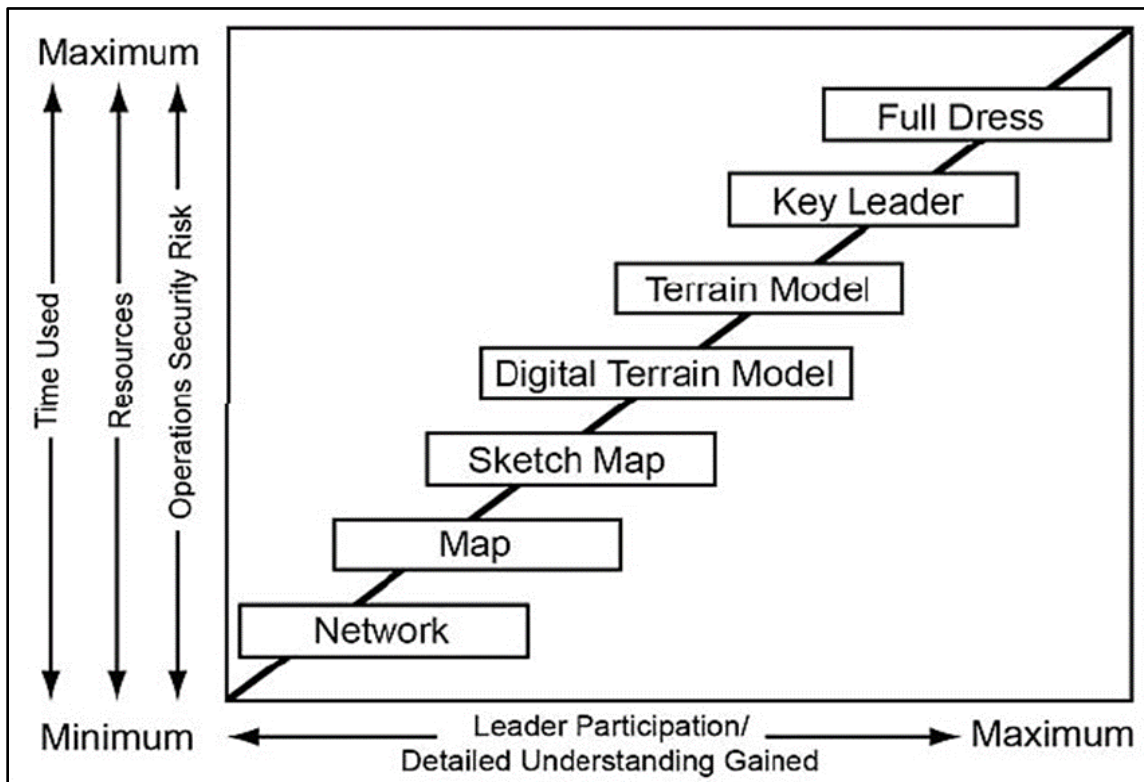 Maximum
Time Used
Resources
Operations Security Risk
Full Dress
Key Leader
Terrain Model
Digital Terrain Model
Sketch Map
Map
Network
Minimum
Leader Participation/
Detailed Understanding Gained
Maximum